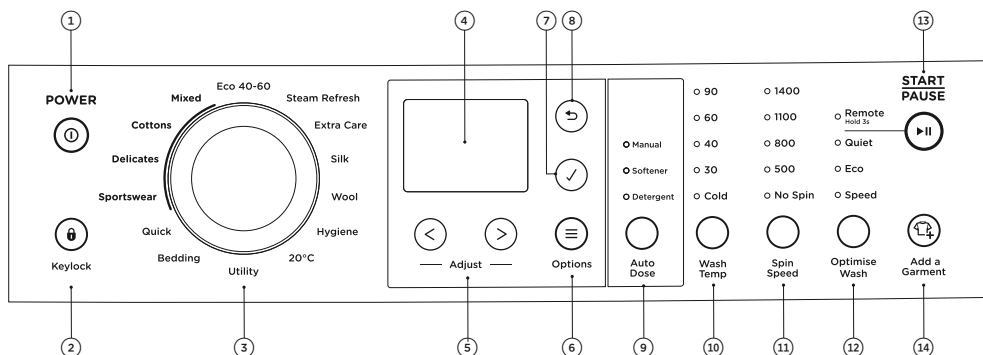 1
4
7
8
13
POWER
Mixed
Eco 40-60
Steam Refresh
Cottons
Extra Care
Delicates
Silk
Sportswear
Wool
Quick
Hygiene
Bedding
20°C
Utility
Keylock
< >
Adjust
Options
Manual
Softener
Detergent
Auto
Dose
90
60
40
30
Cold
Wash
Temp
1400
1100
800
500
No Spin
Spin
Speed
Remote
Hold 3s
Quiet
Eco
Speed
Optimise
Wash
START
PAUSE
Add a
Garment
2
3
5
6
9
10
11
12
14